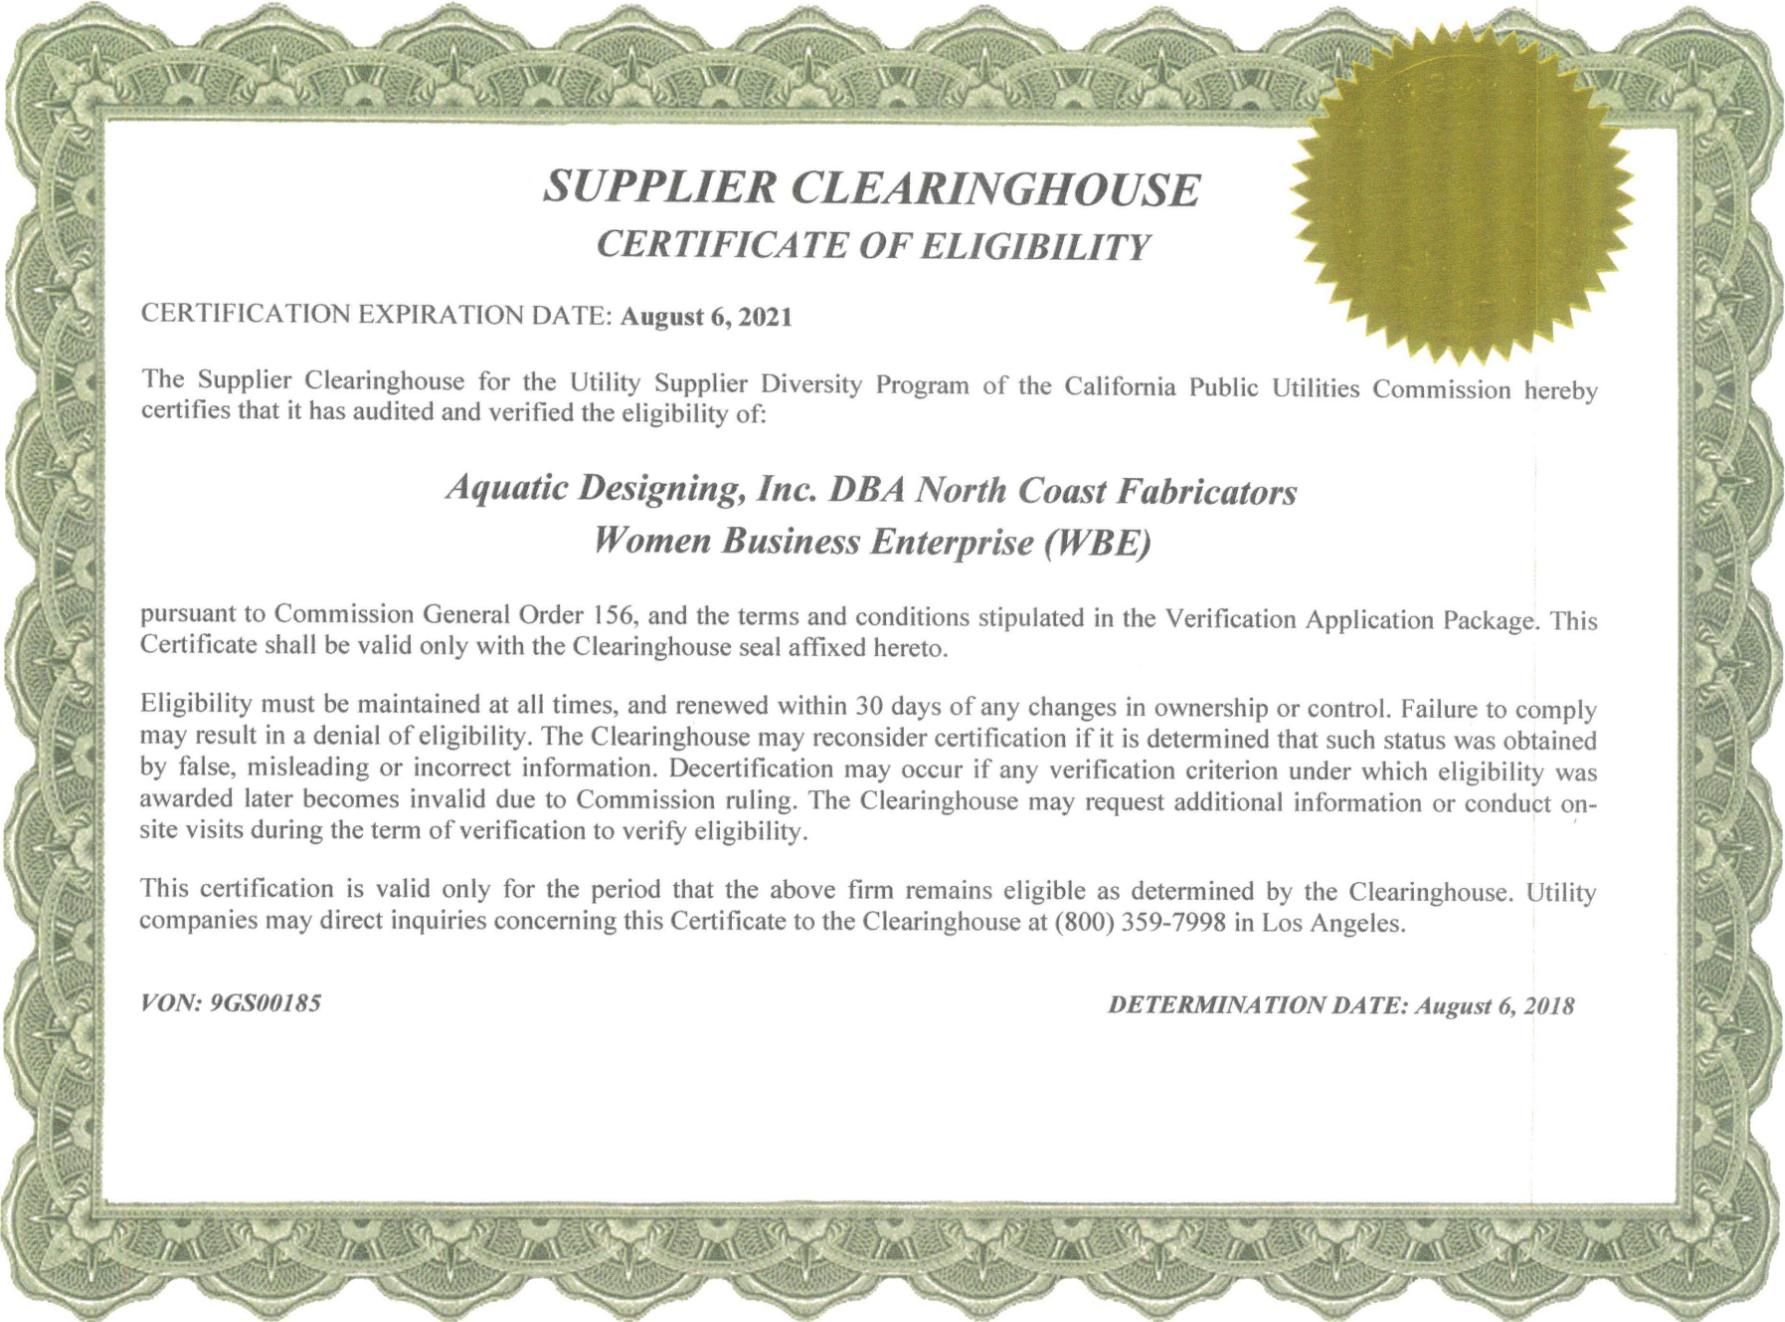 SUPPLIER CLEARINGHOUSE
CERTIFICATE OF ELIGIBILITY
CERTIFICATION EXPIRATION DATE: August 6, 2021
The Supplier Clearinghouse for the Utility Supplier Diversity Program of the California Public Utilities Commission hereby
certifies that it has audited and verified the eligibility of:
Aquatic Designing, Inc. DBA North Coast Fabricators
Women Business Enterprise (WBE)
pursuant to Commission General Order 156, and the terms and conditions stipulated in the Verification Application Package. This
Certificate shall be valid only with the Clearinghouse seal affixed hereto.
Eligibility must be maintained at all times, and renewed within 30 days of any changes in ownership or control. Failure to comply
may result in a denial of eligibility. The Clearinghouse may reconsider certification if it is determined that such status was obtained
by false, misleading or incorrect information. Decertification may occur if any verification criterion under which eligibility was
awarded later becomes invalid due to Commission ruling. The Clearinghouse may request additional information or conduct on-
site visits during the term of verification to verify eligibility.
This certification is valid only for the period that the above firm remains eligible as determined by the Clearinghouse. Utility
companies may direct inquiries concerning this Certificate to the Clearinghouse at (800) 359-7998 in Los Angeles.
VON: 9GS00185
DETERMINATION DATE: August 6, 2018